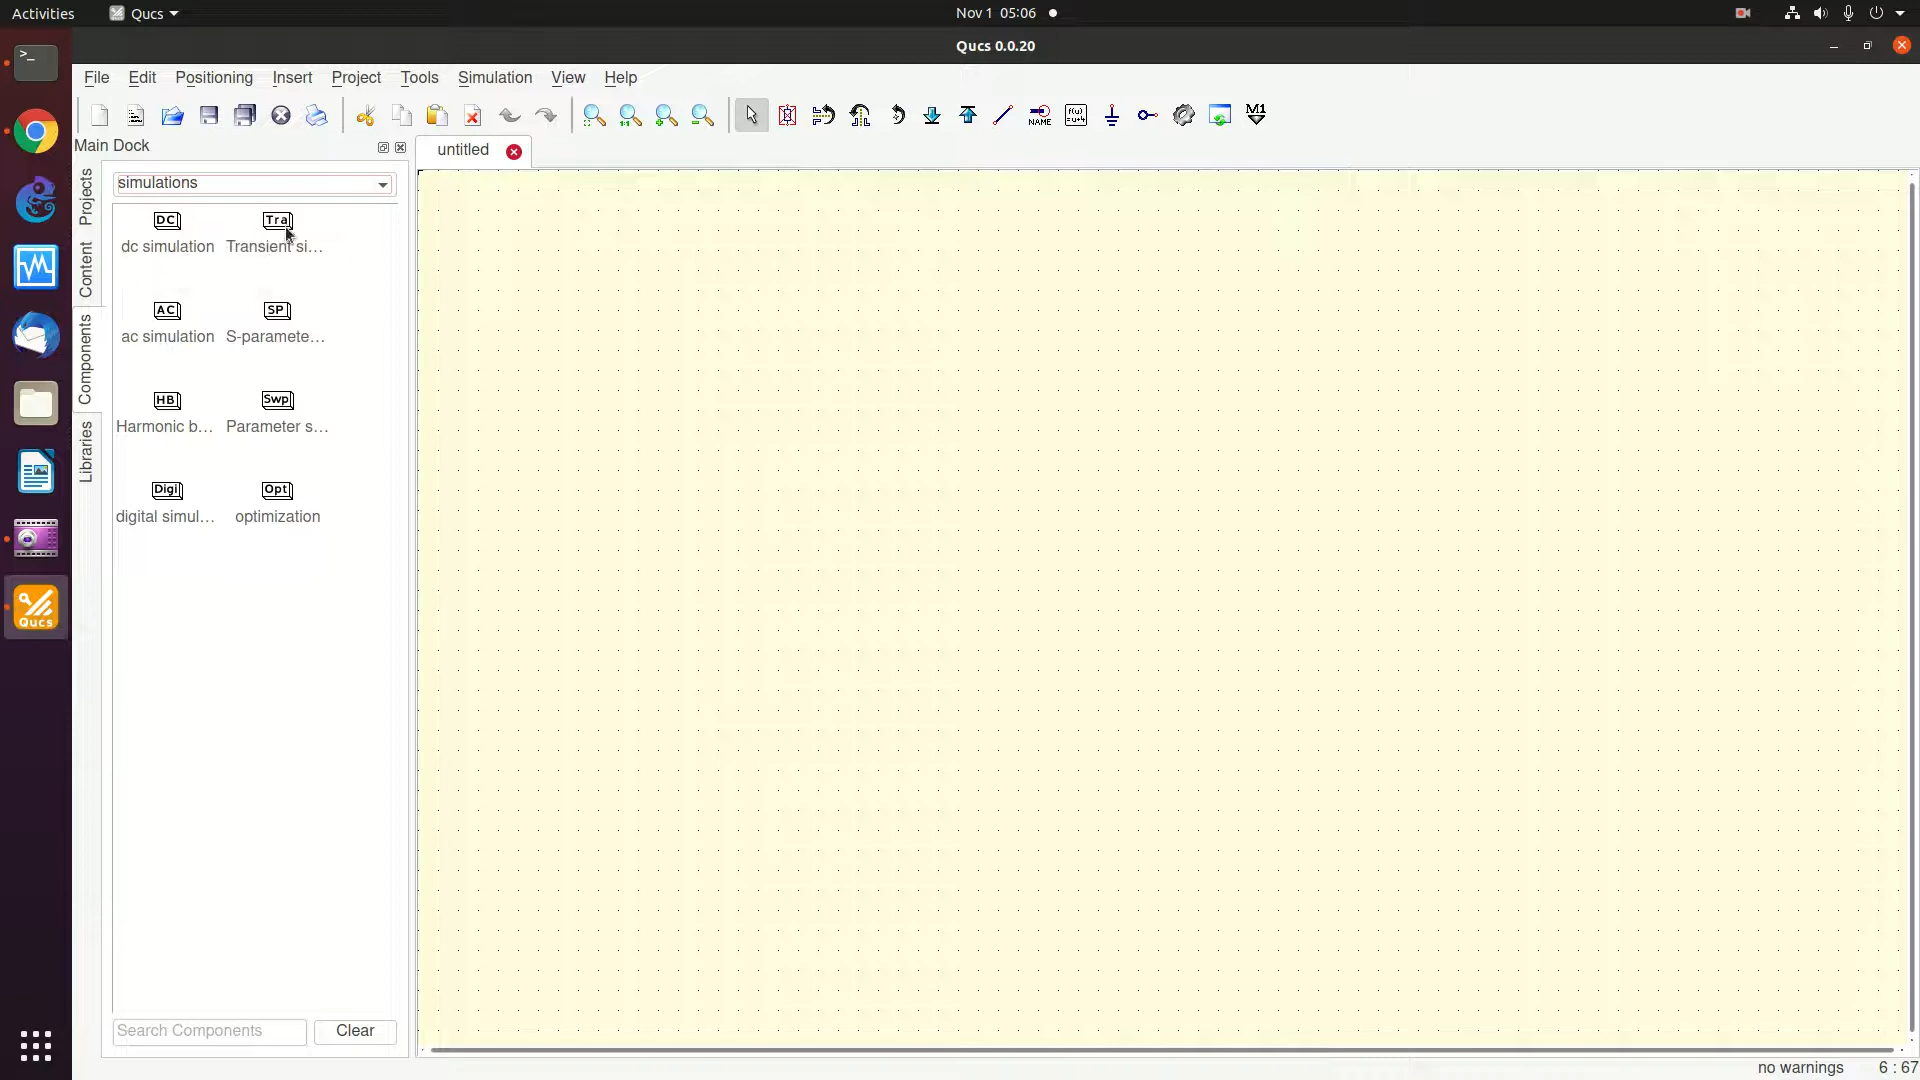 Activities Qucs Nov 1 05:06
Qucs 0.0.20
File Edit Positioning Insert Project Tools Simulation View Help
NAME f(u) =u+ω M1
Main Dock
untitled
Projects
Content
Components
Libraries
simulations
DC Tra
dc simulation Transient si...
AC SP
ac simulation S-paramete...
HB Swp
Harmonic b... Parameter s...
Digi Opt
digital simul... optimization
Qucs
Search Components Clear
no warnings 6 : 67